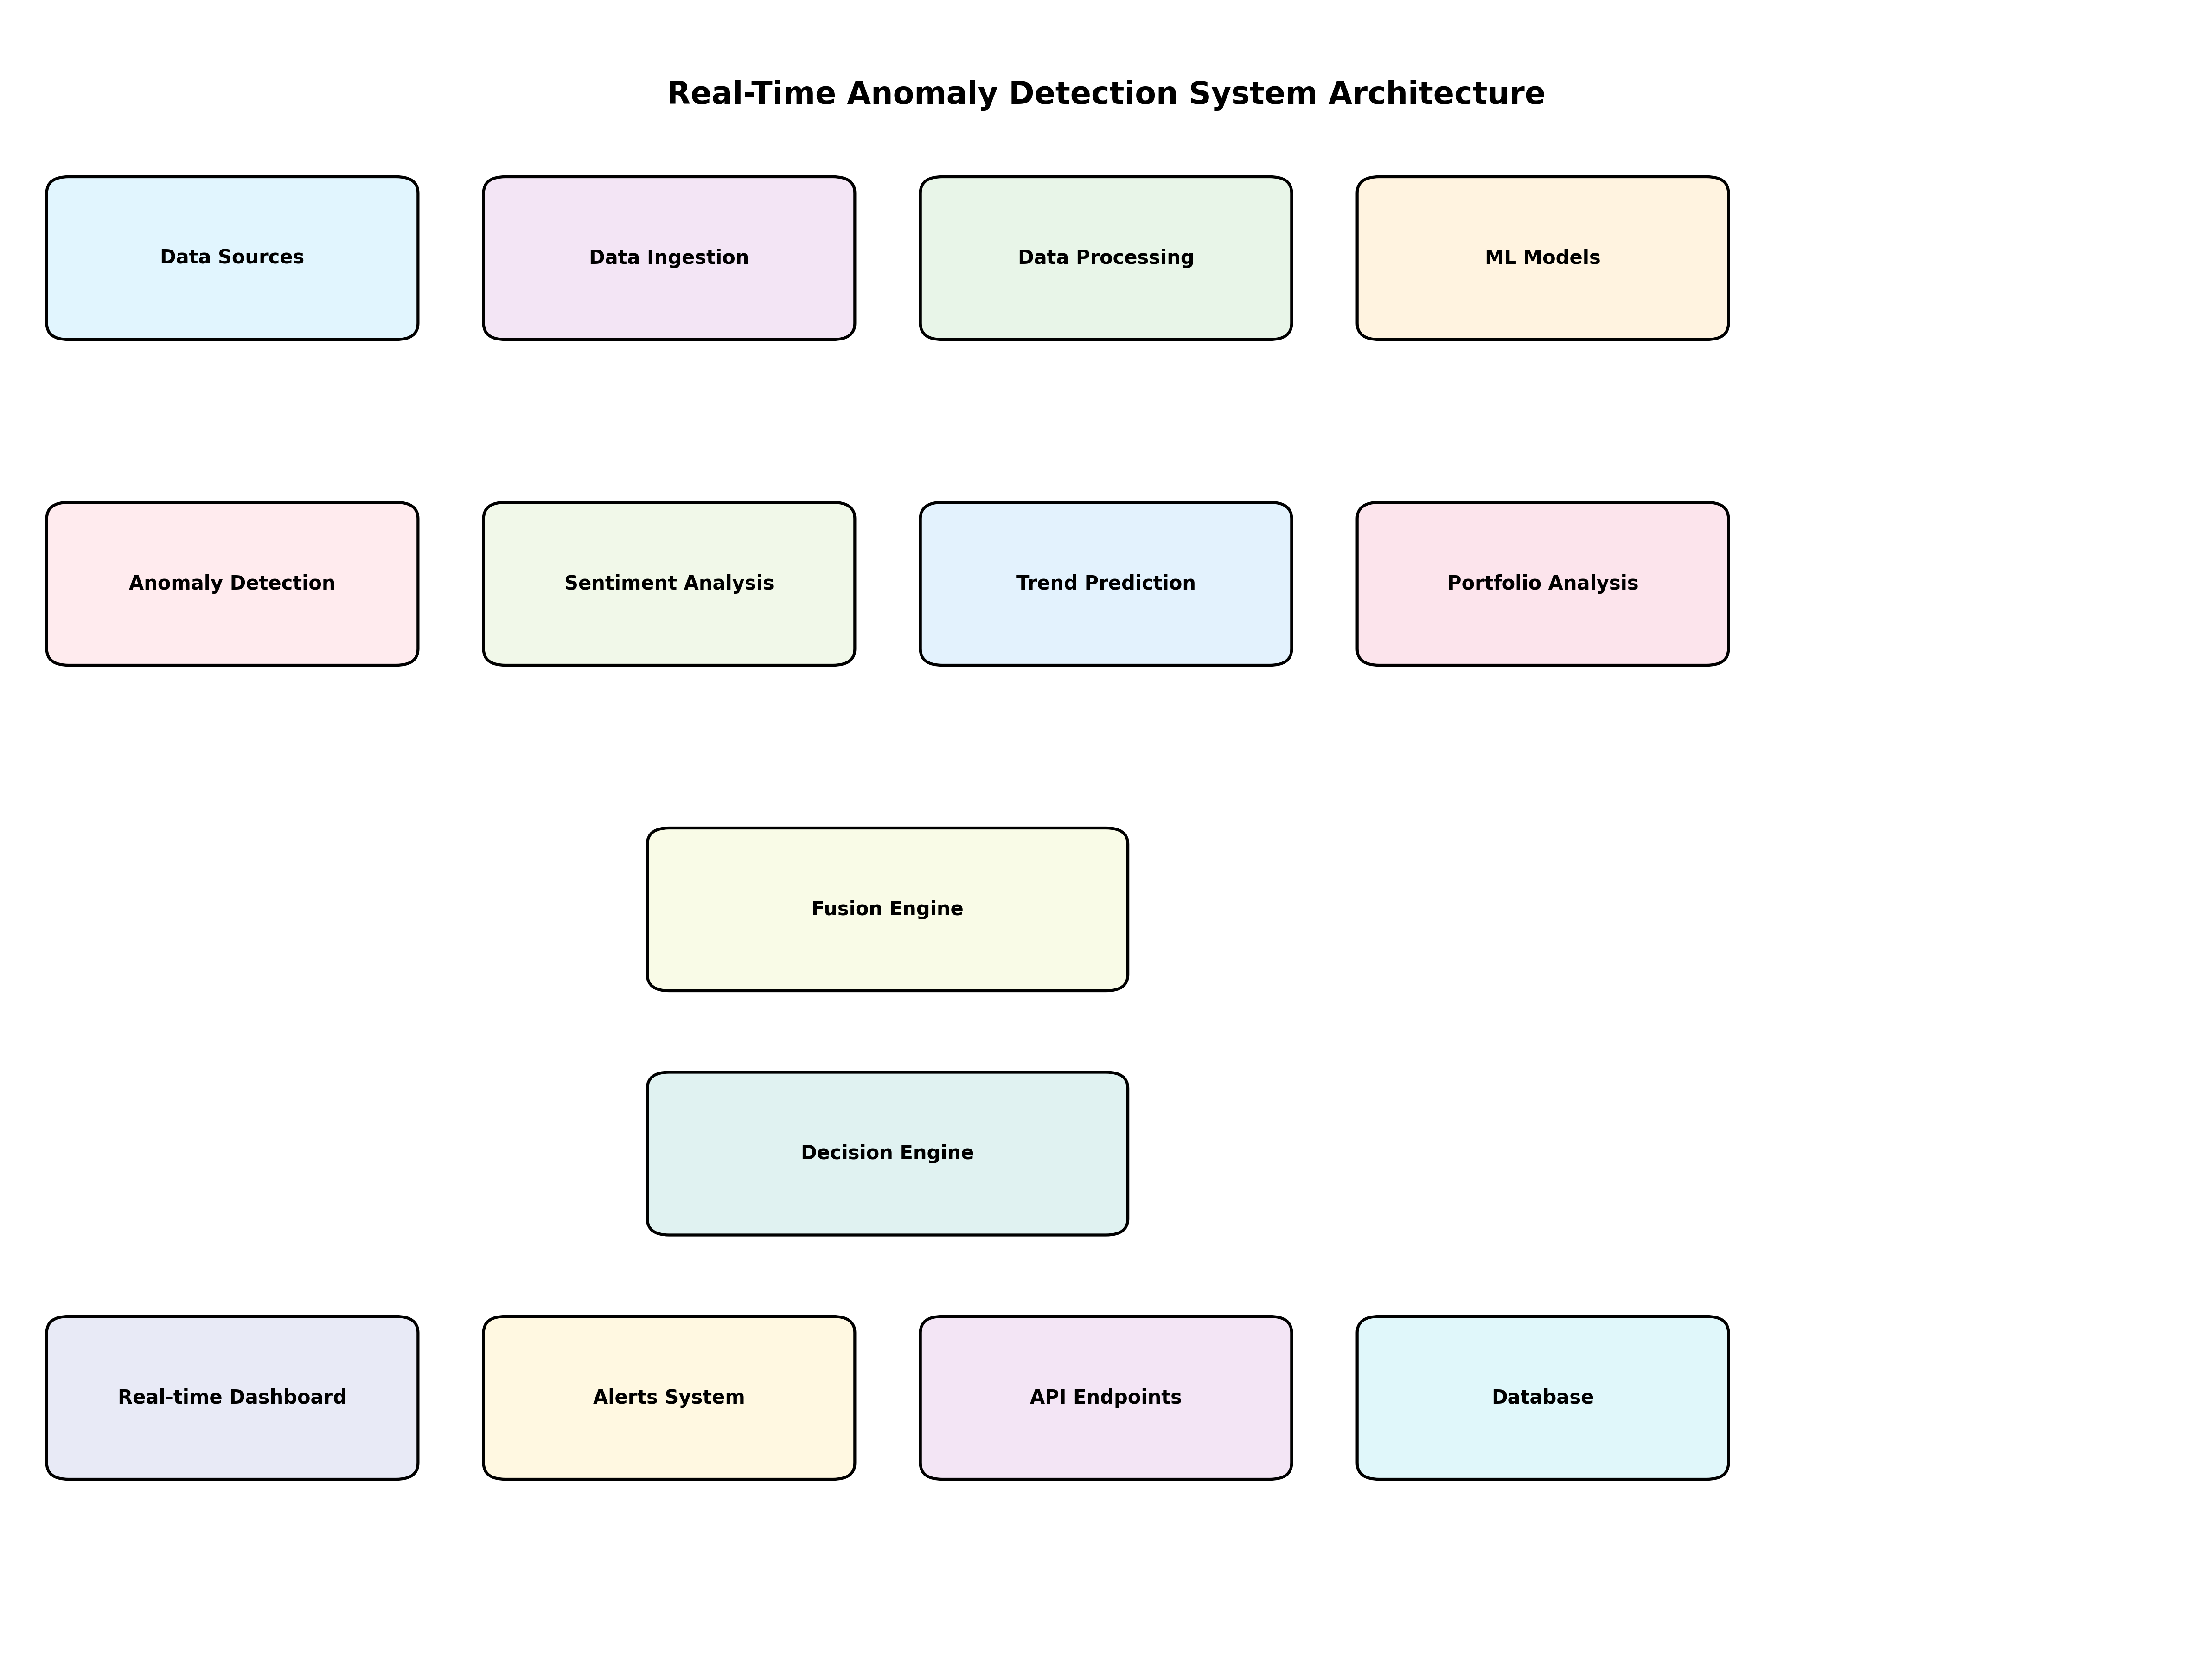 Real-Time Anomaly Detection System Architecture
Data Sources
Data Ingestion
Data Processing
ML Models
Anomaly Detection
Sentiment Analysis
Trend Prediction
Portfolio Analysis
Fusion Engine
Decision Engine
Real-time Dashboard
Alerts System
API Endpoints
Database